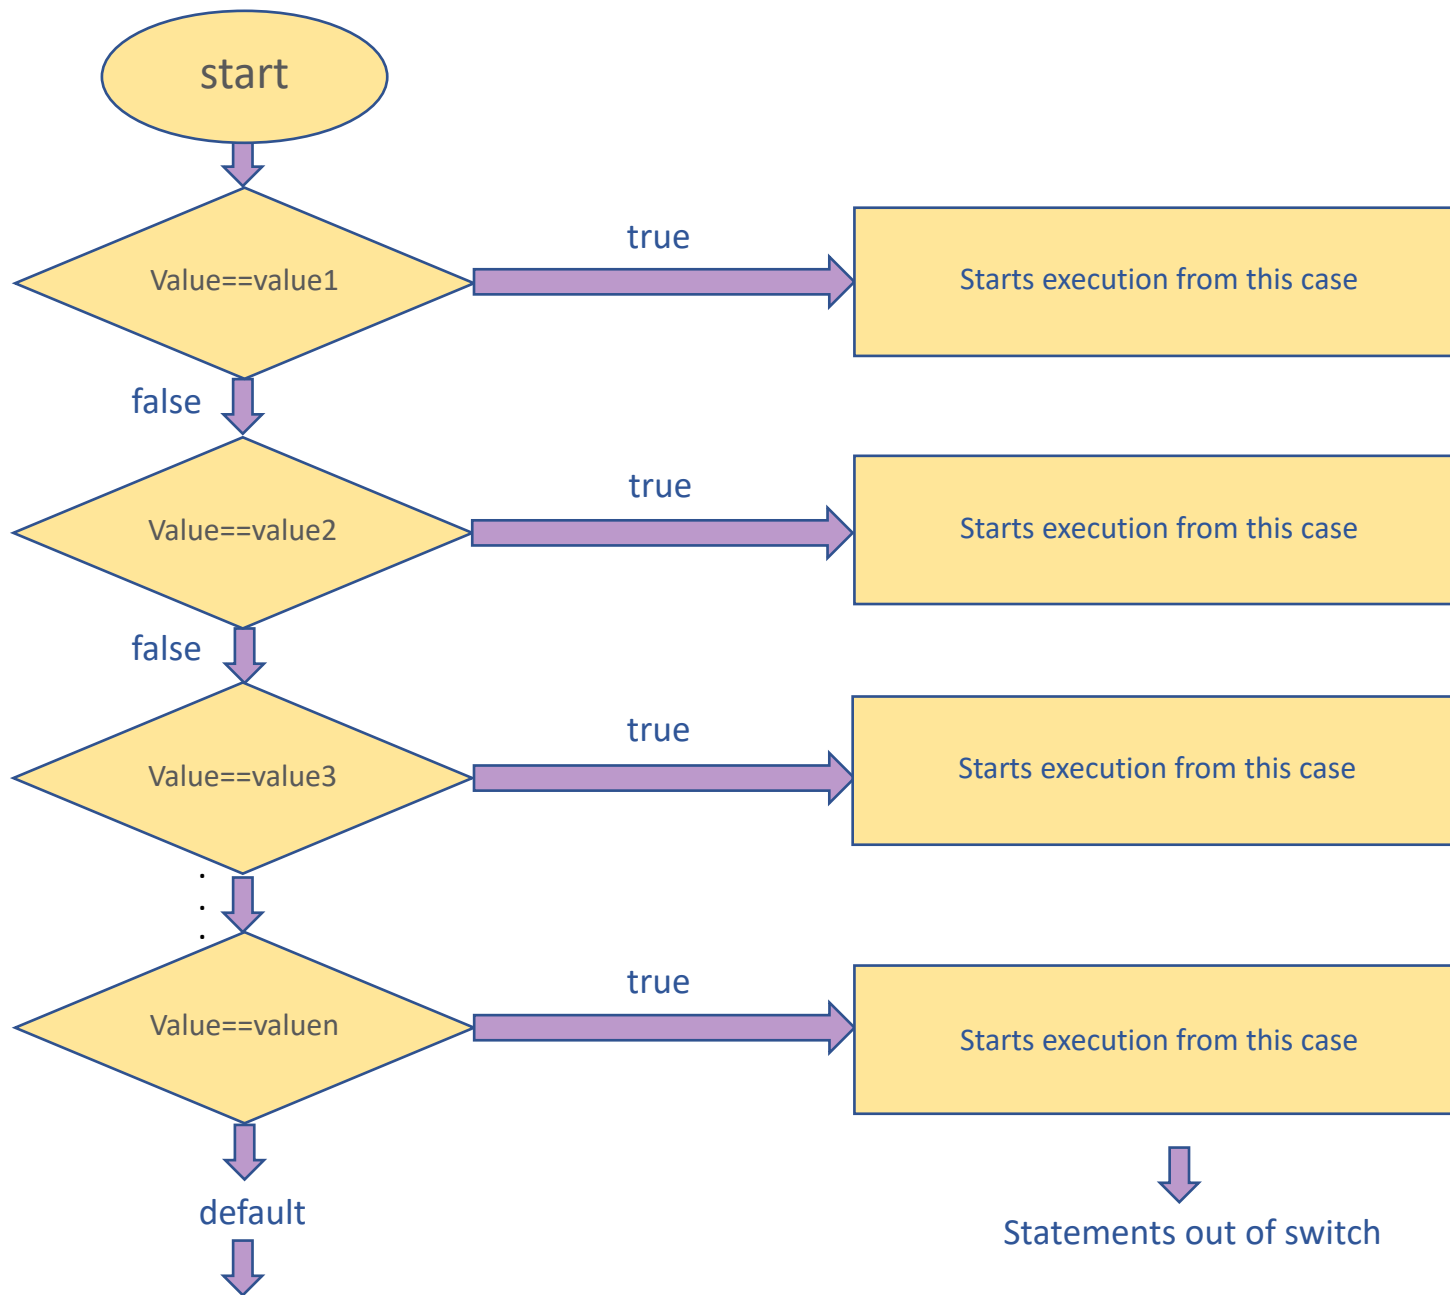 start
Value==value1
true
Starts execution from this case
false
Value==value2
true
Starts execution from this case
false
Value==value3
true
Starts execution from this case
.
.
.
Value==valuen
true
Starts execution from this case
default
Statements out of switch